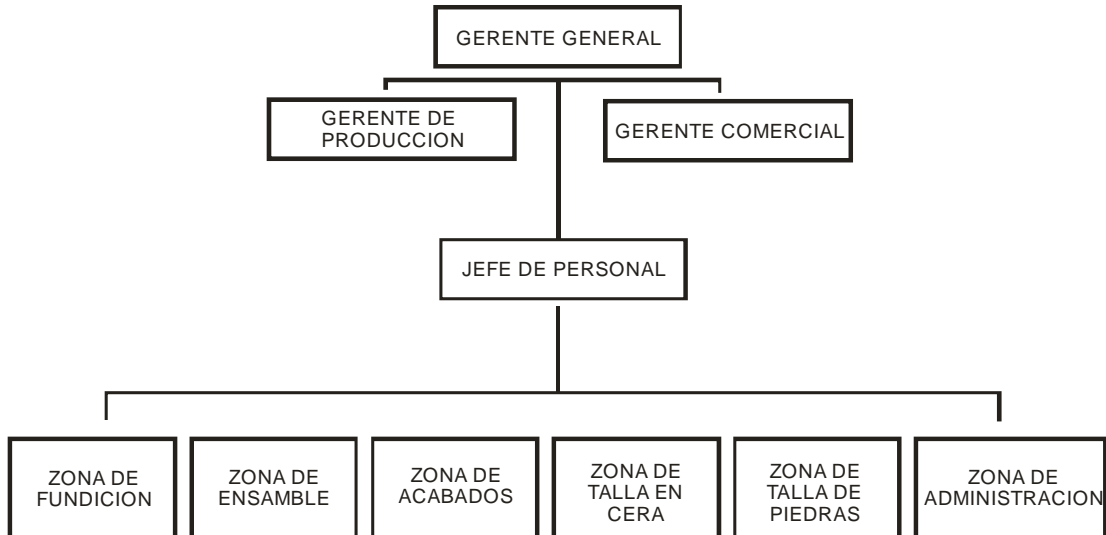 GERENTE GENERAL
GERENTE DE
PRODUCCION
GERENTE COMERCIAL
JEFE DE PERSONAL
ZONA DE
FUNDICION
ZONA DE
ENSAMBLE
ZONA DE
ACABADOS
ZONA DE
TALLA EN
CERA
ZONA DE
TALLA DE
PIEDRAS
ZONA DE
ADMINISTRACION